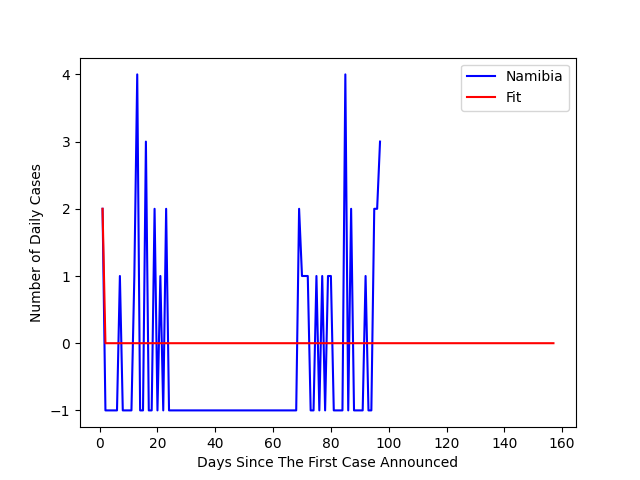 Namibia
Fit
Number of Daily Cases
4
3
2
1
0
−1
0 20 40 60 80 100 120 140 160
Days Since The First Case Announced